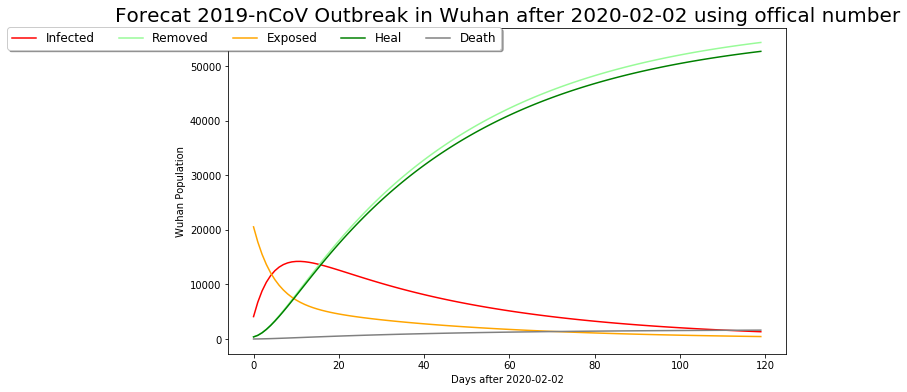 Forecat 2019-nCoV Outbreak in Wuhan after 2020-02-02 using offical number
Infected Removed Exposed Heal Death
50000
40000
30000
20000
10000
0
Wuhan Population
0 20 40 60 80 100 120
Days after 2020-02-02